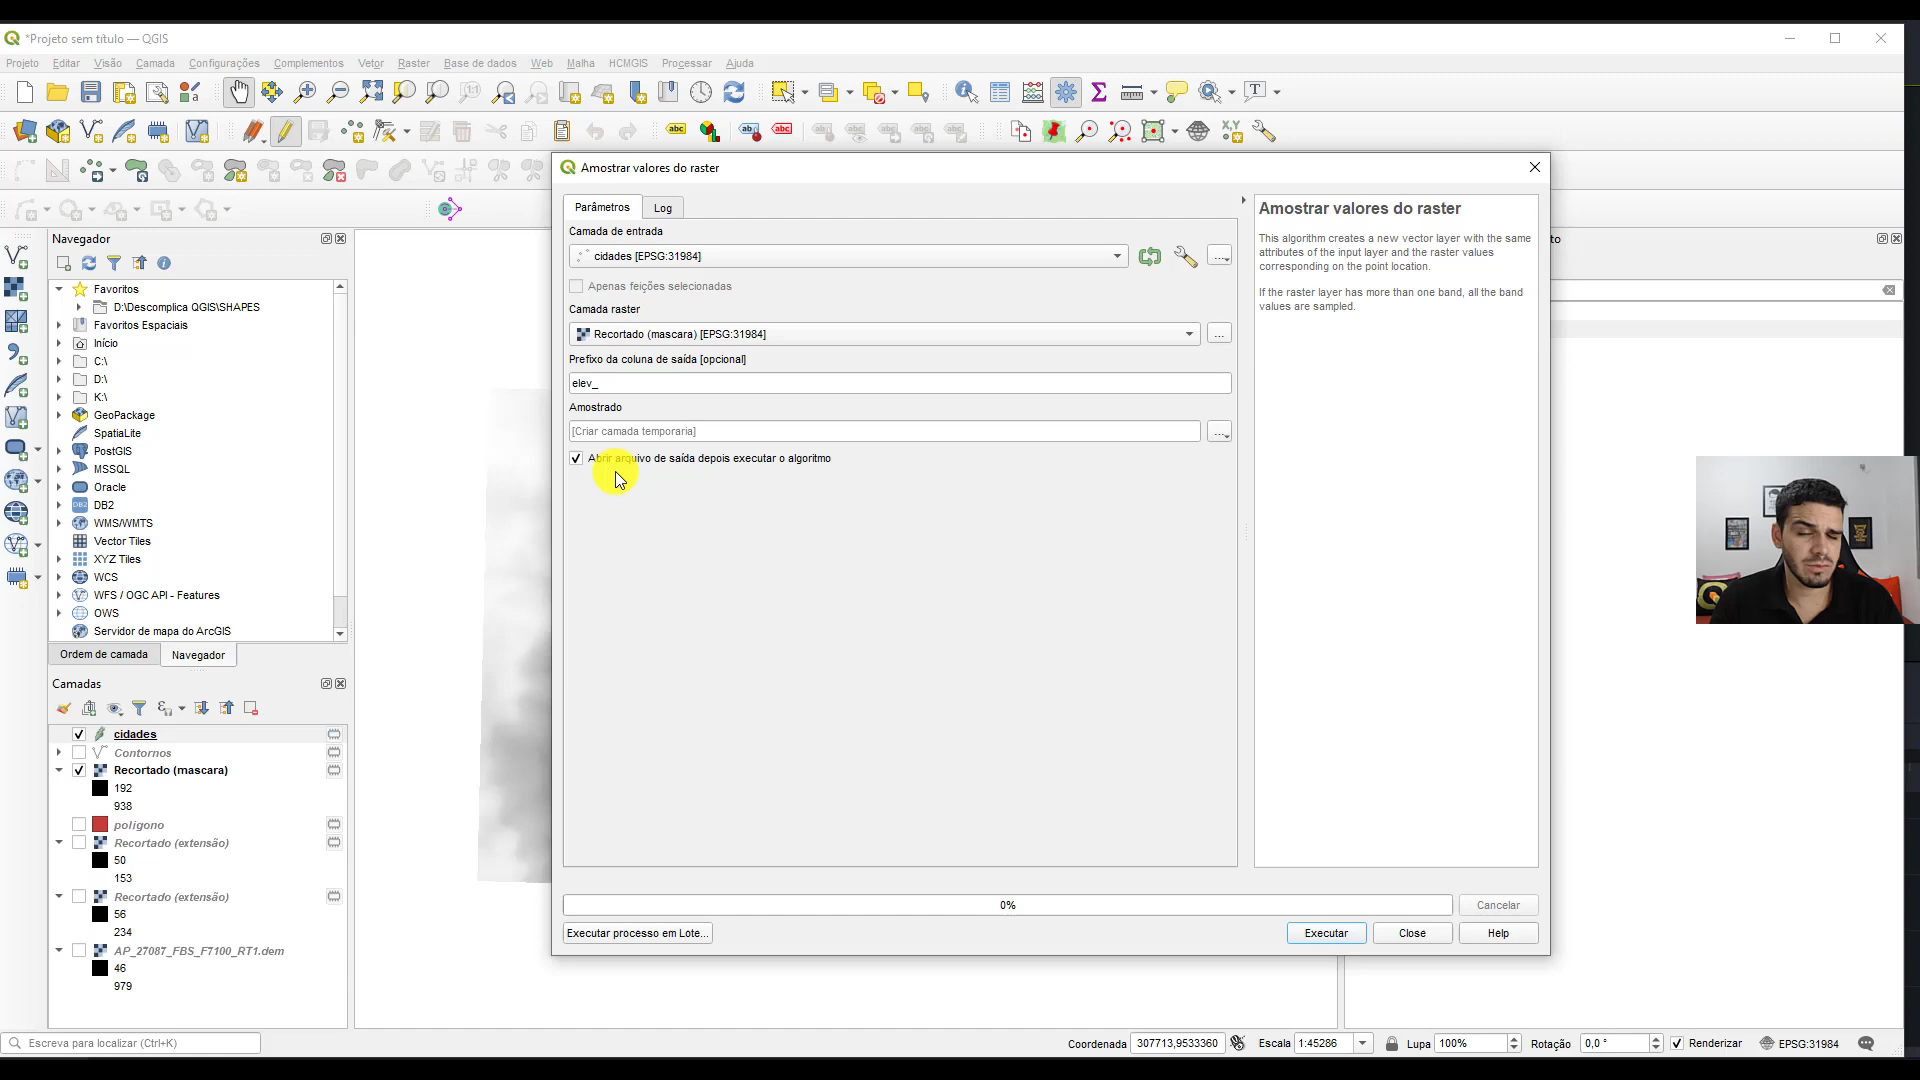 *Projeto sem título — QGIS
Projeto Editar Visão Camada Configurações Complementos Vetor Raster Base de dados Web Malha HCMGIS Processar Ajuda
Amostrar valores do raster
Parâmetros Log
Camada de entrada
cidades [EPSG:31984]
Apenas feições selecionadas
Camada raster
Recortado (mascara) [EPSG:31984]
Prefixo da coluna de saída [opcional]
elev_
Amostrado
[Criar camada temporaria]
Abrir arquivo de saída depois executar o algoritmo
Amostrar valores do raster
This algorithm creates a new vector layer with the same
attributes of the input layer and the raster values
corresponding on the point location.
If the raster layer has more than one band, all the band
values are sampled.
to
0%
Cancelar
Executar processo em Lote...
Executar
Close
Help
Navegador
Favoritos
D:\Descomplica QGIS\SHAPES
Favoritos Espaciais
Início
C:\
D:\
K:\
GeoPackage
SpatiaLite
PostGIS
MSSQL
Oracle
DB2
WMS/WMTS
Vector Tiles
XYZ Tiles
WCS
WFS / OGC API - Features
OWS
Servidor de mapa do ArcGIS
Ordem de camada Navegador
Camadas
cidades
Contornos
Recortado (mascara)
192
938
poligono
Recortado (extensão)
50
153
Recortado (extensão)
56
234
AP_27087_FBS_F7100_RT1.dem
46
979
Escreva para localizar (Ctrl+K)
Coordenada 307713,9533360 Escala 1:45286 Lupa 100% Rotação 0,0 ° Renderizar EPSG:31984